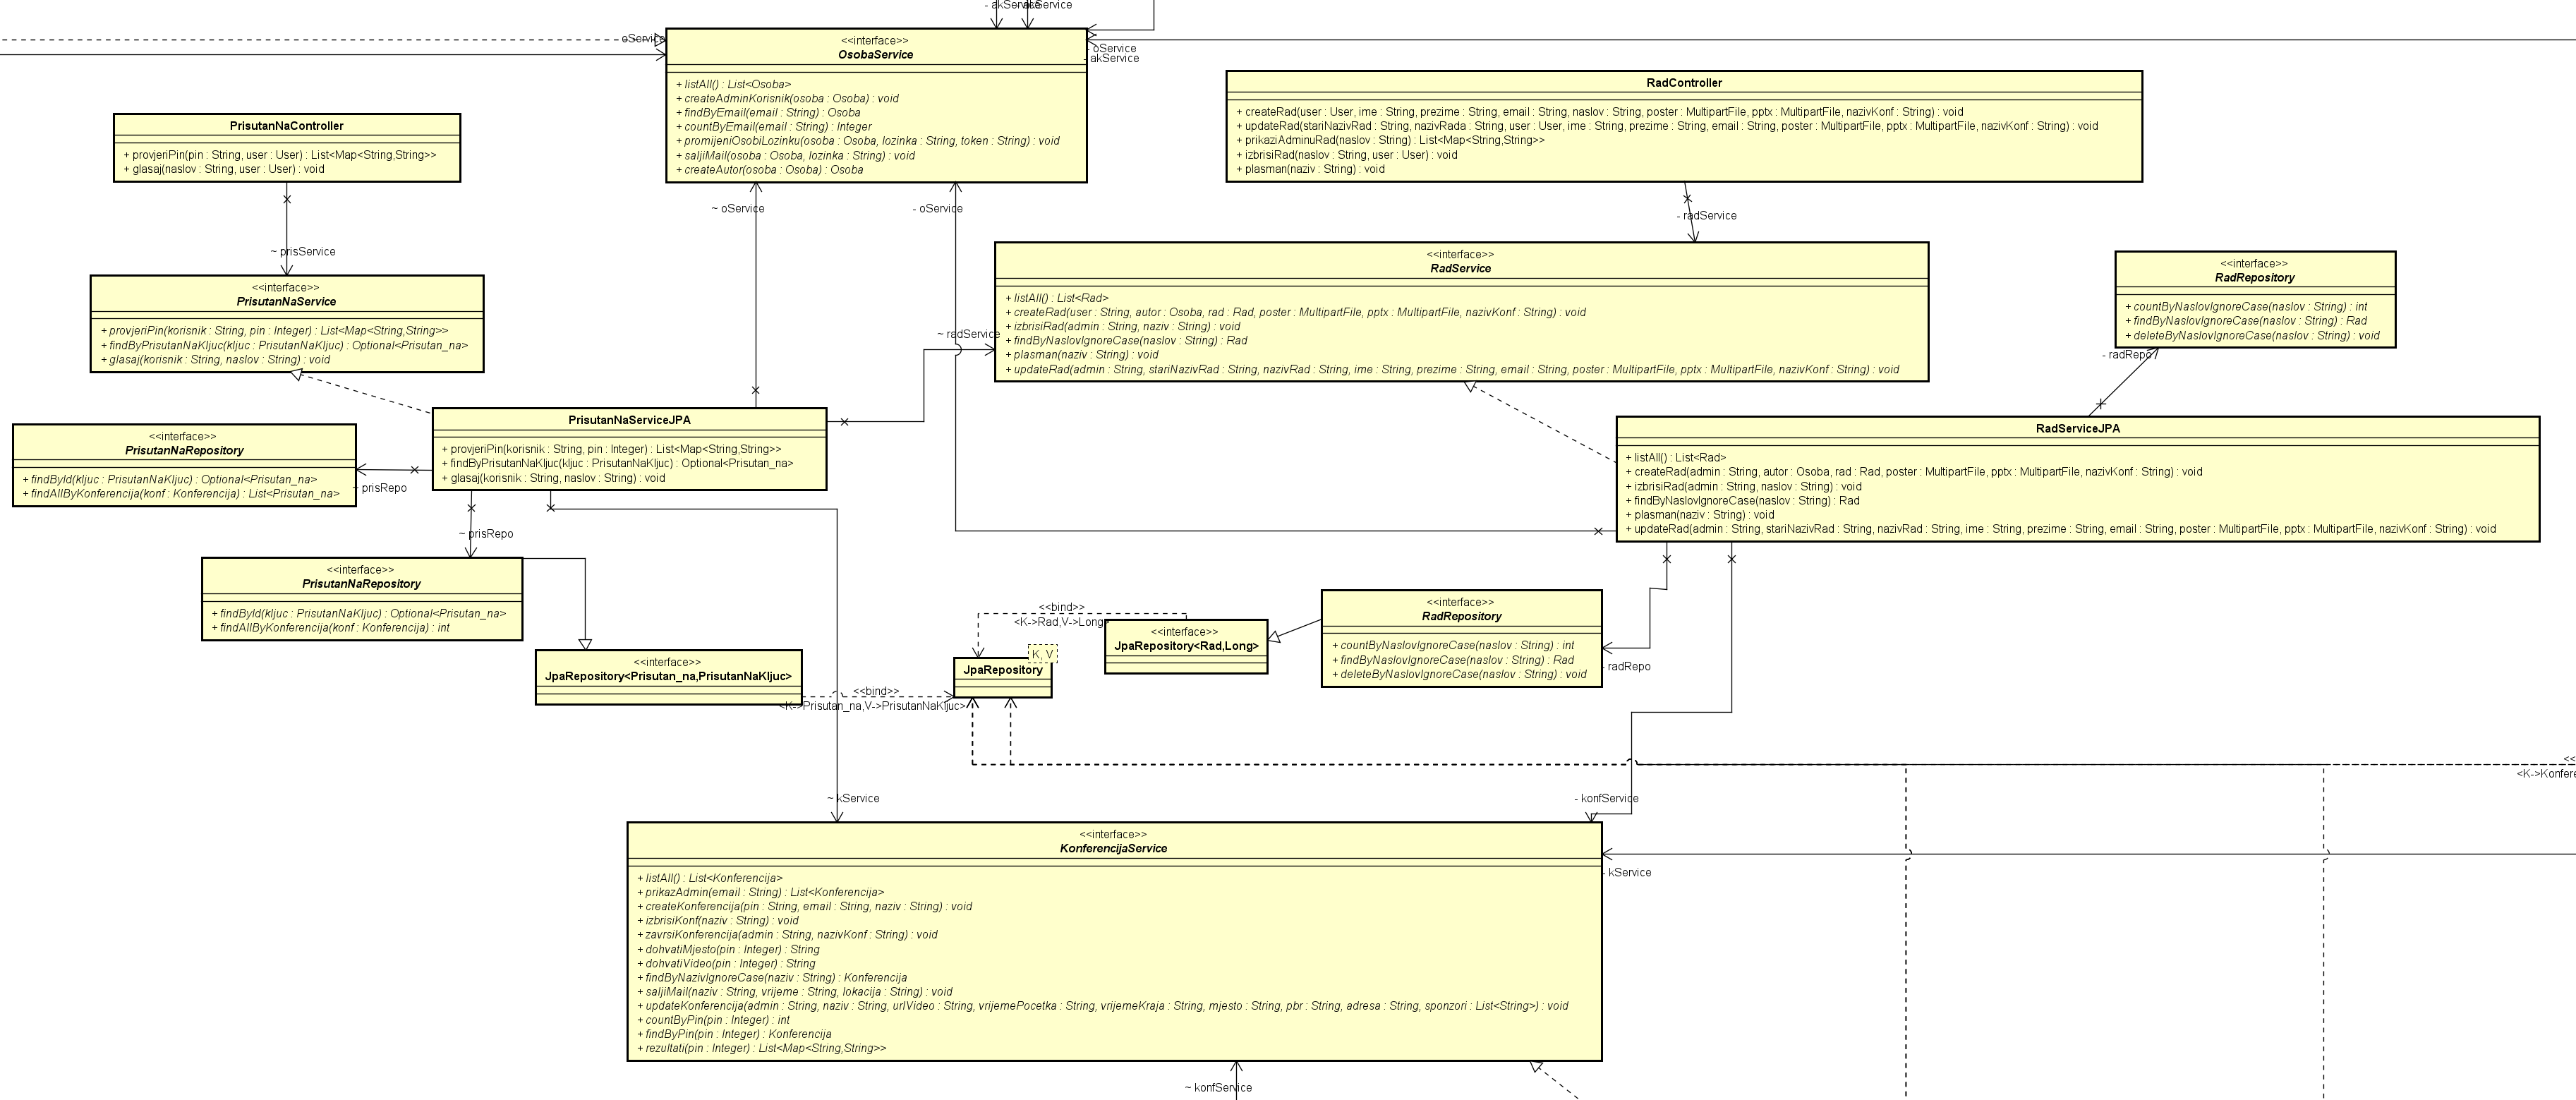 - akService
- akService
oService
<<interface>>
OsobaService
+ listAll() : List<Osoba>
+ createAdminKorisnik(osoba : Osoba) : void
+ findByEmail(email : String) : Osoba
+ countByEmail(email : String) : Integer
+ promijeniOsobiLozinku(osoba : Osoba, lozinka : String, token : String) : void
+ saljiMail(osoba : Osoba, lozinka : String) : void
+ createAutor(osoba : Osoba) : Osoba
- oService
- akService
RadController
+ createRad(user : User, ime : String, prezime : String, email : String, naslov : String, poster : MultipartFile, pptx : MultipartFile, nazivKonf : String) : void
+ updateRad(stariNazivRad : String, nazivRada : String, user : User, ime : String, prezime : String, email : String, poster : MultipartFile, pptx : MultipartFile, nazivKonf : String) : void
+ prikaziAdminuRad(naslov : String) : List<Map<String,String>>
+ izbrisiRad(naslov : String, user : User) : void
+ plasman(naziv : String) : void
PrisutanNaController
+ provjeriPin(pin : String, user : User) : List<Map<String,String>>
+ glasaj(naslov : String, user : User) : void
~ oService
- oService
- radService
~ prisService
<<interface>>
PrisutanNaService
+ provjeriPin(korisnik : String, pin : Integer) : List<Map<String,String>>
+ findByPrisutanNaKljuc(kljuc : PrisutanNaKljuc) : Optional<Prisutan_na>
+ glasaj(korisnik : String, naslov : String) : void
<<interface>>
RadService
+ listAll() : List<Rad>
+ createRad(user : String, autor : Osoba, rad : Rad, poster : MultipartFile, pptx : MultipartFile, nazivKonf : String) : void
+ izbrisiRad(admin : String, naziv : String) : void
+ findByNaslovIgnoreCase(naslov : String) : Rad
+ plasman(naziv : String) : void
+ updateRad(admin : String, stariNazivRad : String, nazivRad : String, ime : String, prezime : String, email : String, poster : MultipartFile, pptx : MultipartFile, nazivKonf : String) : void
<<interface>>
RadRepository
+ countByNaslovIgnoreCase(naslov : String) : int
+ findByNaslovIgnoreCase(naslov : String) : Rad
+ deleteByNaslovIgnoreCase(naslov : String) : void
~ radService
- radRepo
PrisutanNaServiceJPA
+ provjeriPin(korisnik : String, pin : Integer) : List<Map<String,String>>
+ findByPrisutanNaKljuc(kljuc : PrisutanNaKljuc) : Optional<Prisutan_na>
+ glasaj(korisnik : String, naslov : String) : void
<<interface>>
PrisutanNaRepository
+ findById(kljuc : PrisutanNaKljuc) : Optional<Prisutan_na>
+ findAllByKonferencija(konf : Konferencija) : List<Prisutan_na>
~ prisRepo
RadServiceJPA
+ listAll() : List<Rad>
+ createRad(admin : String, autor : Osoba, rad : Rad, poster : MultipartFile, pptx : MultipartFile, nazivKonf : String) : void
+ izbrisiRad(admin : String, naslov : String) : void
+ findByNaslovIgnoreCase(naslov : String) : Rad
+ plasman(naziv : String) : void
+ updateRad(admin : String, stariNazivRad : String, nazivRad : String, ime : String, prezime : String, email : String, poster : MultipartFile, pptx : MultipartFile, nazivKonf : String) : void
~ prisRepo
<<interface>>
PrisutanNaRepository
+ findById(kljuc : PrisutanNaKljuc) : Optional<Prisutan_na>
+ findAllByKonferencija(konf : Konferencija) : int
<<bind>>
<K->Rad,V->Long>
<<interface>>
JpaRepository<Rad,Long>
<<interface>>
RadRepository
+ countByNaslovIgnoreCase(naslov : String) : int
+ findByNaslovIgnoreCase(naslov : String) : Rad
+ deleteByNaslovIgnoreCase(naslov : String) : void
- radRepo
<<interface>>
JpaRepository<Prisutan_na,PrisutanNaKljuc>
K, V
JpaRepository
<<bind>>
<K->Prisutan_na,V->PrisutanNaKljuc>
<<
<K->Konfere
~ kService
- konfService
<<interface>>
KonferencijaService
+ listAll() : List<Konferencija>
+ prikazAdmin(email : String) : List<Konferencija>
+ createKonferencija(pin : String, email : String, naziv : String) : void
+ izbrisiKonf(naziv : String) : void
+ zavrsiKonferencija(admin : String, nazivKonf : String) : void
+ dohvatiMjesto(pin : Integer) : String
+ dohvatiVideo(pin : Integer) : String
+ findByNazivIgnoreCase(naziv : String) : Konferencija
+ saljiMail(naziv : String, vrijeme : String, lokacija : String) : void
+ updateKonferencija(admin : String, naziv : String, urlVideo : String, vrijemePocetka : String, vrijemeKraja : String, mjesto : String, pbr : String, adresa : String, sponzori : List<String>) : void
+ countByPin(pin : Integer) : int
+ findByPin(pin : Integer) : Konferencija
+ rezultati(pin : Integer) : List<Map<String,String>>
- kService
~ konfService